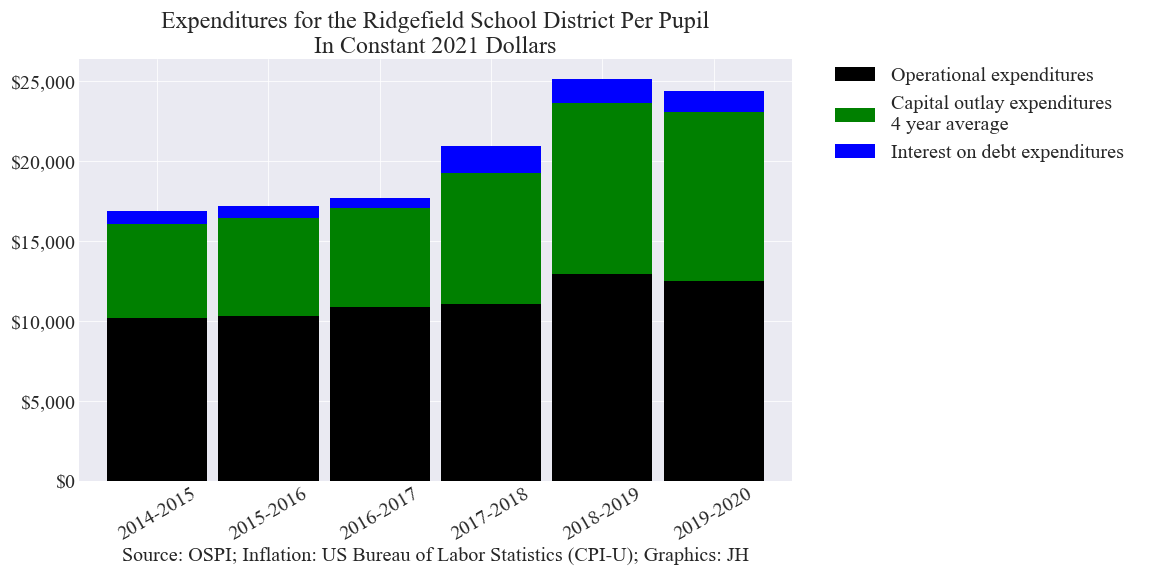 Expenditures for the Ridgefield School District Per Pupil
In Constant 2021 Dollars
$25,000
$20,000
$15,000
$10,000
$5,000
$0
2014-2015
2015-2016
2016-2017
2017-2018
2018-2019
2019-2020
Source: OSPI; Inflation: US Bureau of Labor Statistics (CPI-U); Graphics: JH
Operational expenditures
Capital outlay expenditures
4 year average
Interest on debt expenditures